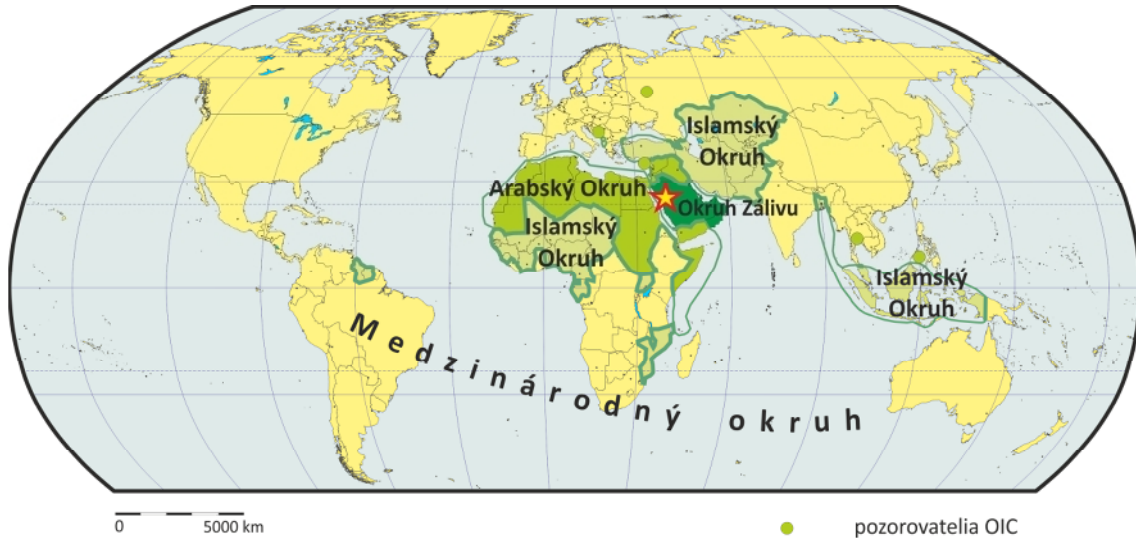 Islamský
Okruh
Arabský Okruh
Okruh Zálivu
Islamský
Okruh
Islamský
Okruh
Medzinárodný okruh
0 5000 km
pozorovatelia OIC